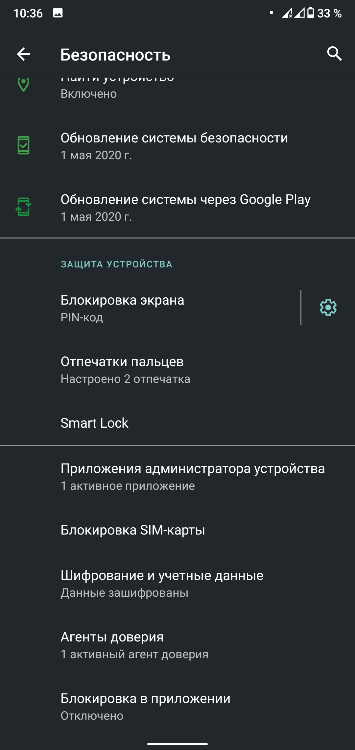 10:36 33 %
Безопасность
Найти устройство
Включено
Обновление системы безопасности
1 мая 2020 г.
Обновление системы через Google Play
1 мая 2020 г.
ЗАЩИТА УСТРОЙСТВА
Блокировка экрана
PIN-код
Отпечатки пальцев
Настроено 2 отпечатка
Smart Lock
Приложения администратора устройства
1 активное приложение
Блокировка SIM-карты
Шифрование и учетные данные
Данные зашифрованы
Агенты доверия
1 активный агент доверия
Блокировка в приложении
Отключено